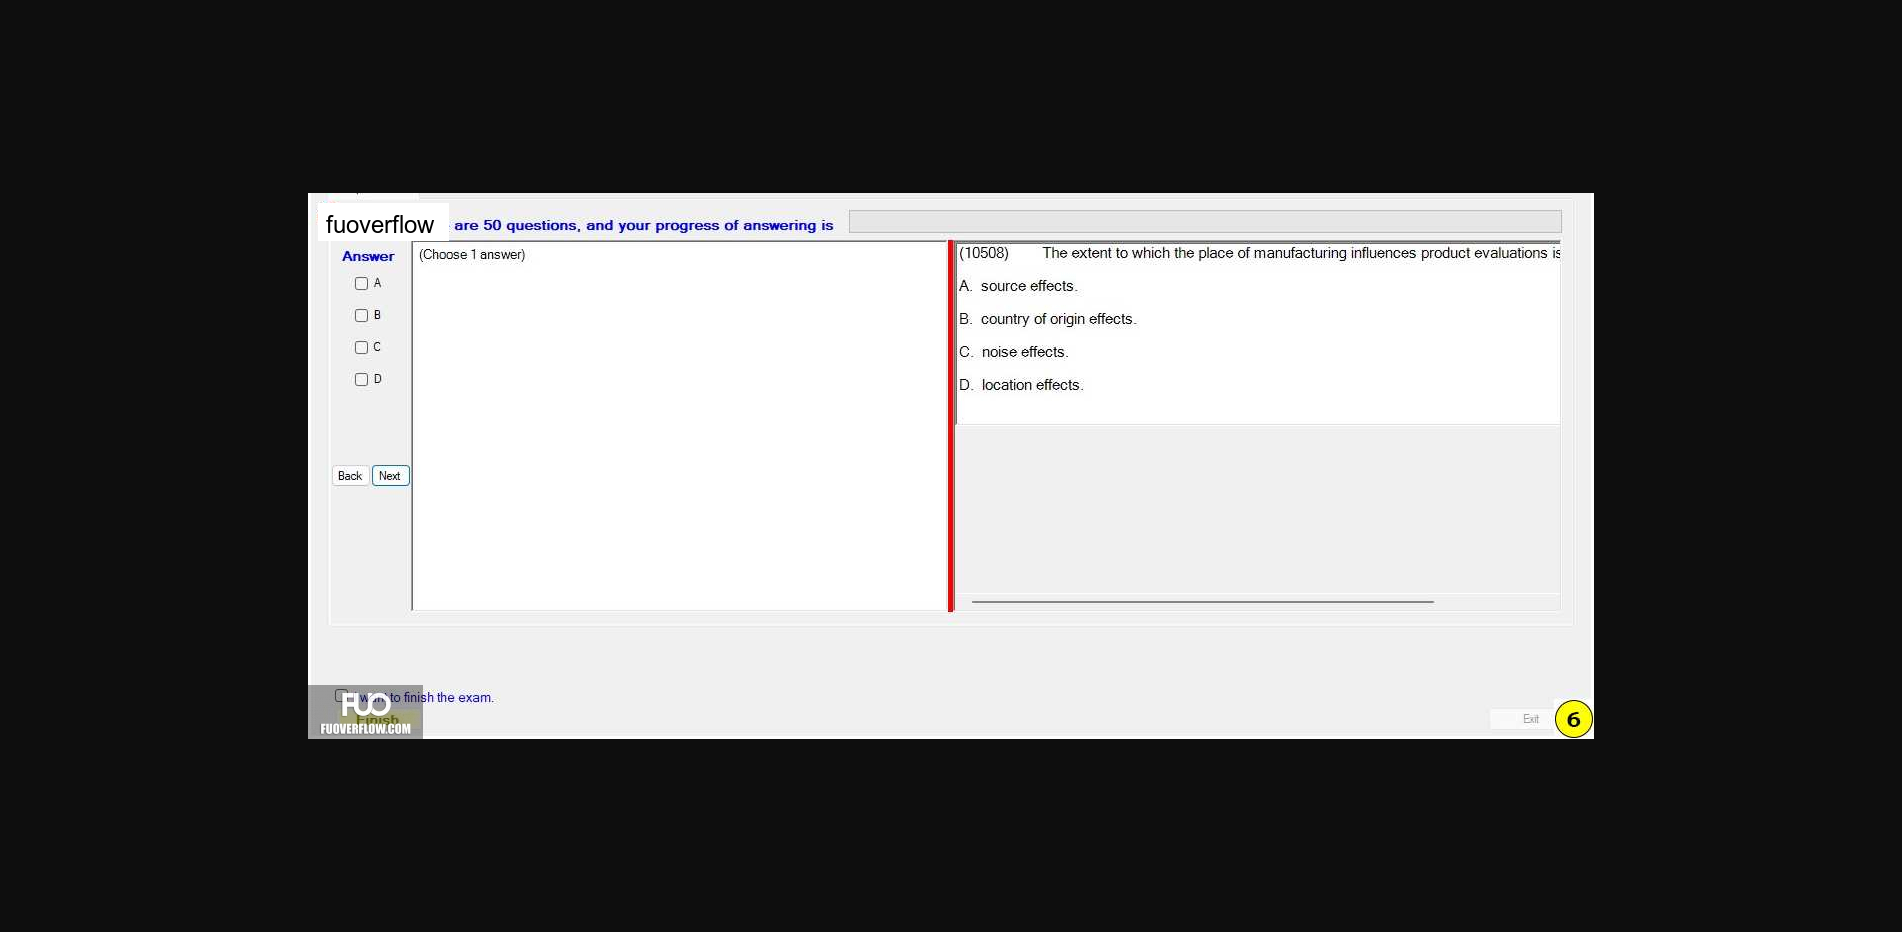 fuoverflow are 50 questions, and your progress of answering is
Answer
A
B
C
D
Back Next
(Choose 1 answer)
(10508) The extent to which the place of manufacturing influences product evaluations is
A. source effects.
B. country of origin effects.
C. noise effects.
D. location effects.
I want to finish the exam.
Finish
FUO
FUOVERFLOW.COM
Exit
6